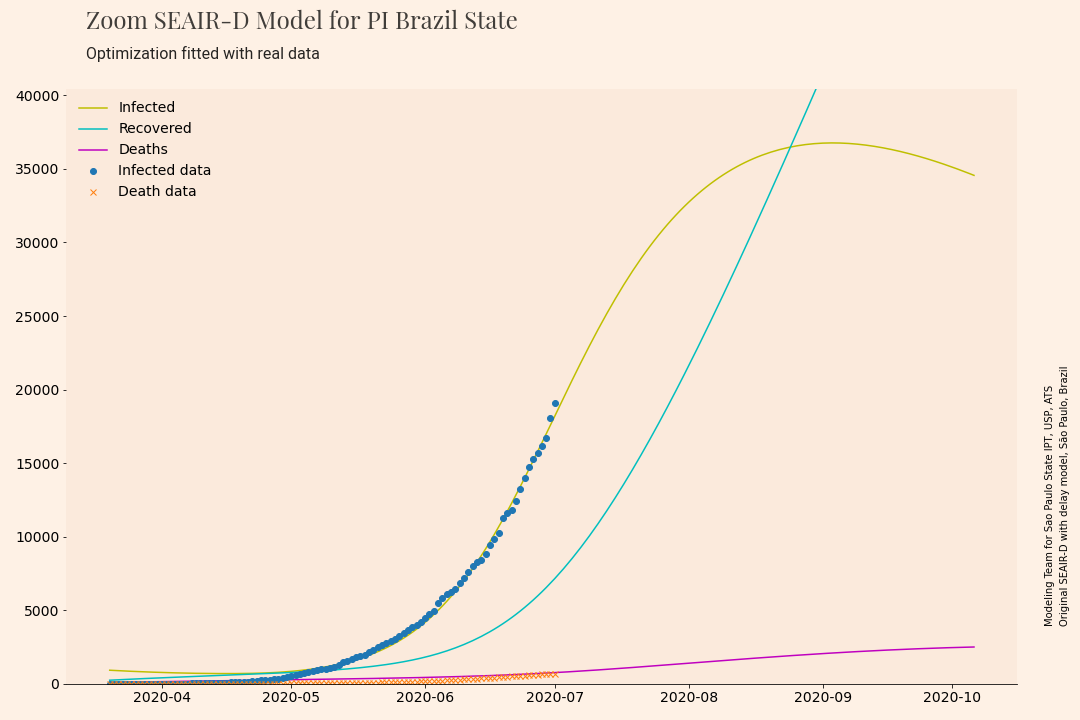 Zoom SEAIR-D Model for PI Brazil State
Optimization fitted with real data
Infected
Recovered
Deaths
Infected data
Death data
40000
35000
30000
25000
20000
15000
10000
5000
0
2020-04 2020-05 2020-06 2020-07 2020-08 2020-09 2020-10
Modeling Team for Sao Paulo State IPT, USP, ATS
Original SEAIR-D with delay model, São Paulo, Brazil